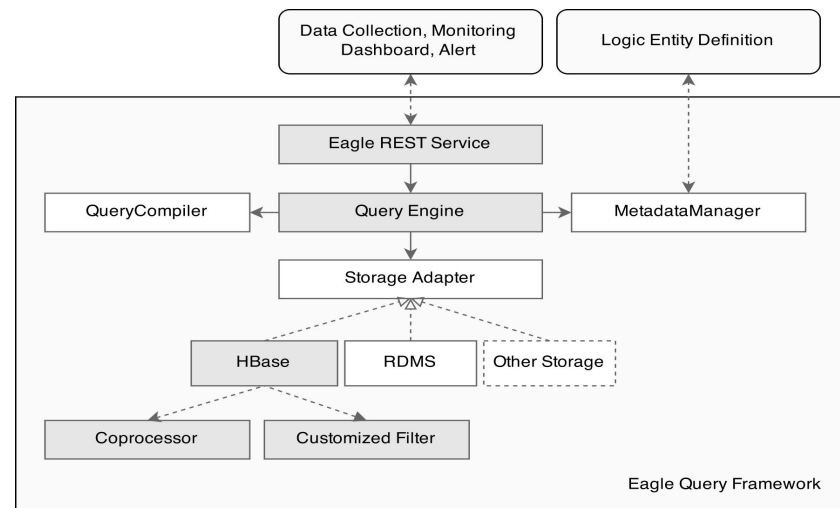 Data Collection, Monitoring
Dashboard, Alert
Logic Entity Definition
Eagle REST Service
QueryCompiler
Query Engine
MetadataManager
Storage Adapter
HBase
RDMS
Other Storage
Coprocessor
Customized Filter
Eagle Query Framework